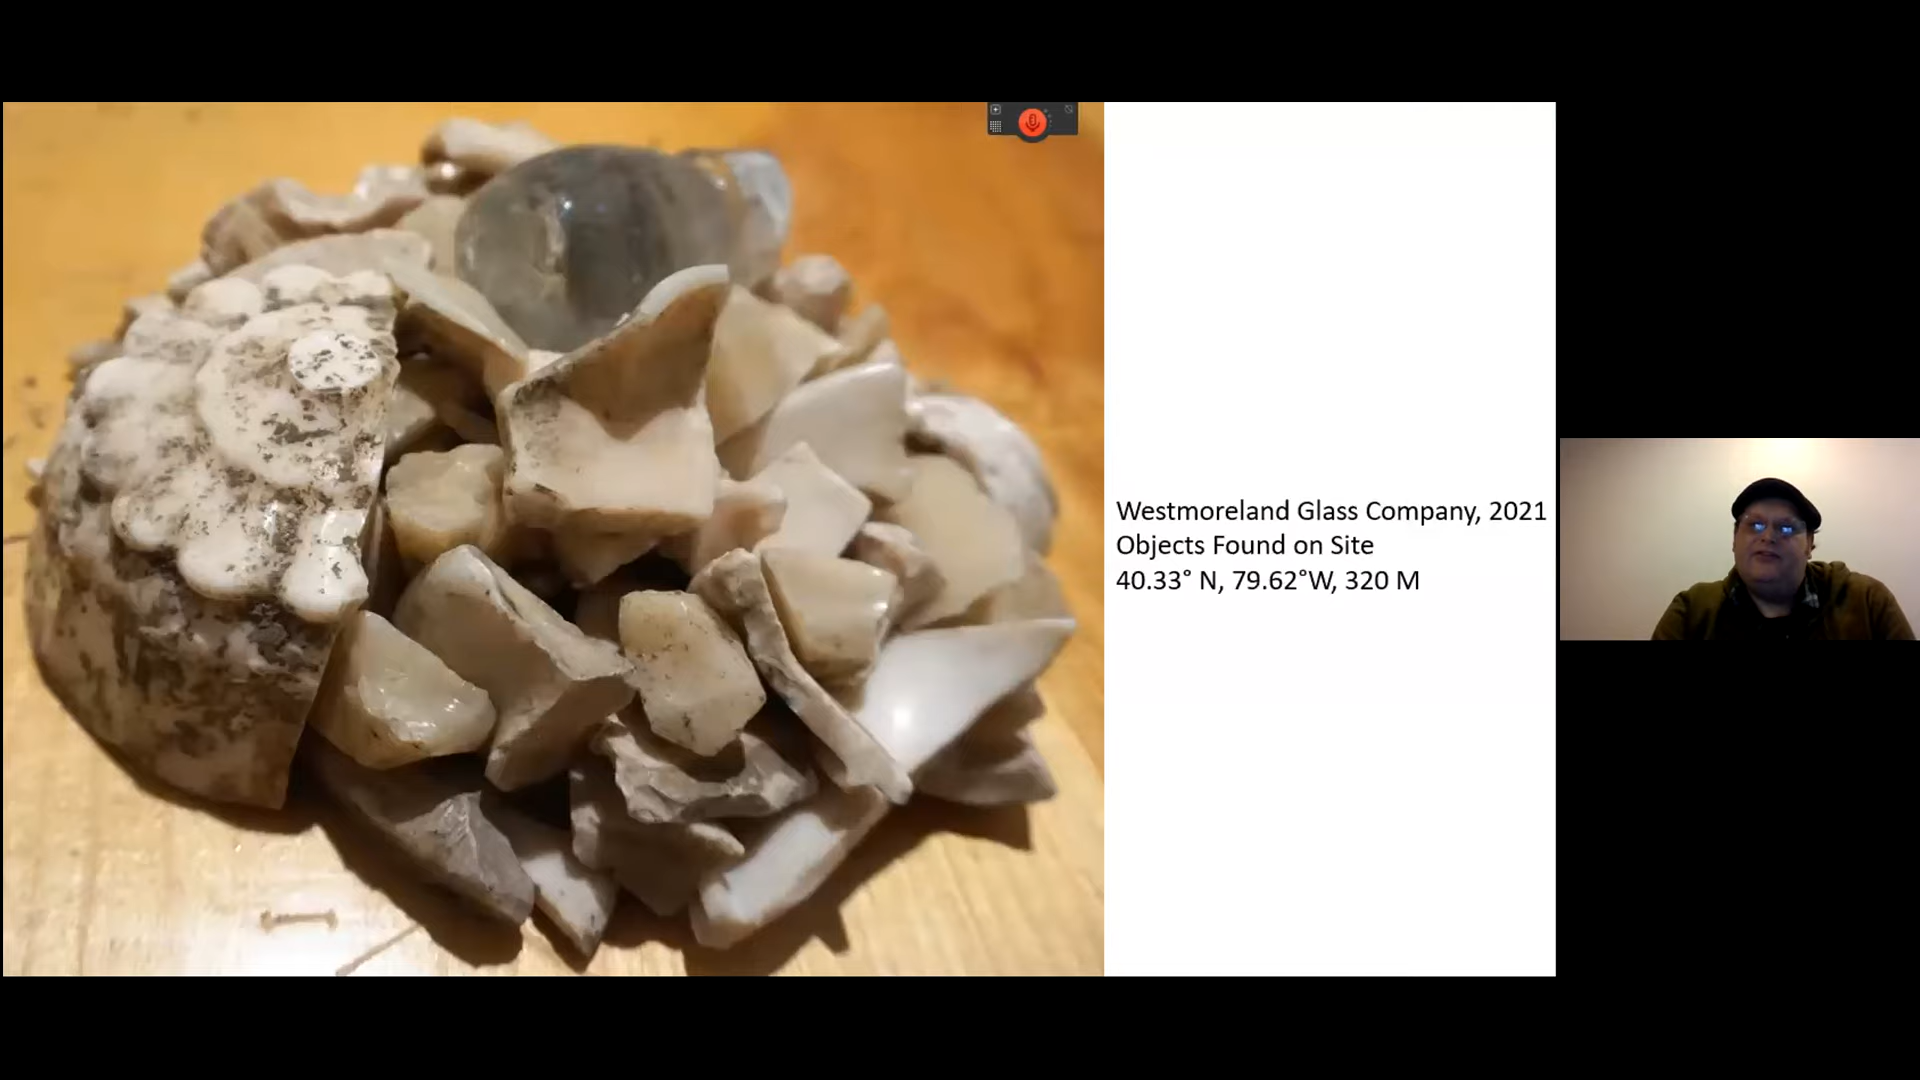 Westmoreland Glass Company, 2021
Objects Found on Site
40.33° N, 79.62°W, 320 M